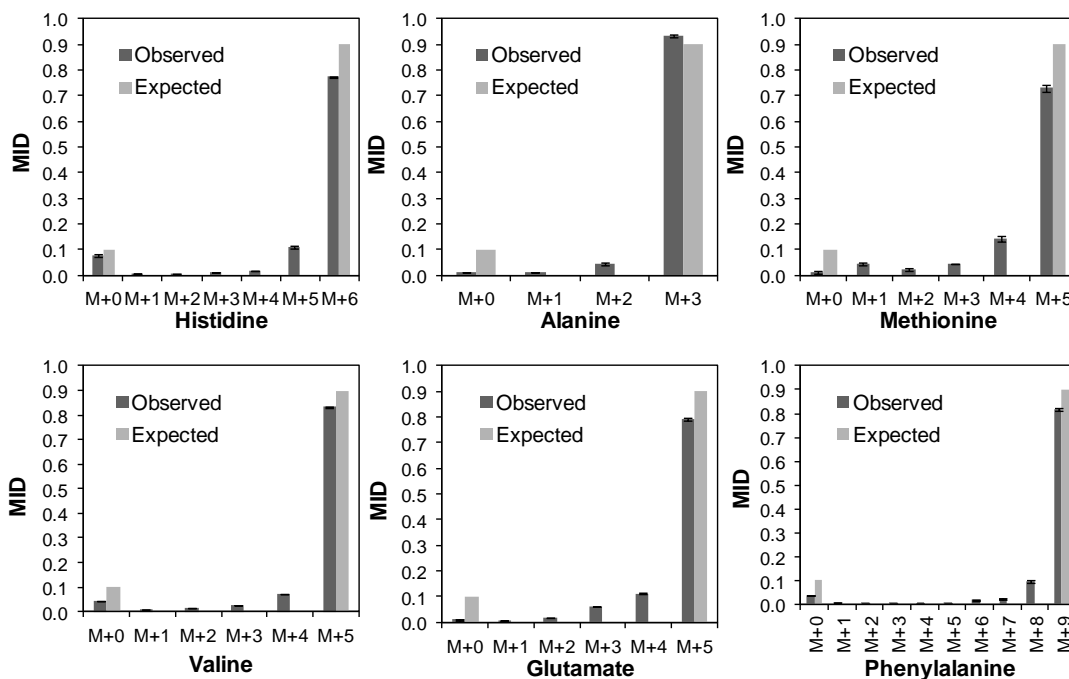 MID
1.0
0.9
0.8
0.7
0.6
0.5
0.4
0.3
0.2
0.1
0.0
Observed
Expected
M+0 M+1 M+2 M+3 M+4 M+5 M+6
Histidine
MID
1.0
0.9
0.8
0.7
0.6
0.5
0.4
0.3
0.2
0.1
0.0
Observed
Expected
M+0 M+1 M+2 M+3
Alanine
MID
1.0
0.9
0.8
0.7
0.6
0.5
0.4
0.3
0.2
0.1
0.0
Observed
Expected
M+0 M+1 M+2 M+3 M+4 M+5
Methionine
MID
1.0
0.9
0.8
0.7
0.6
0.5
0.4
0.3
0.2
0.1
0.0
Observed
Expected
M+0 M+1 M+2 M+3 M+4 M+5
Valine
MID
1.0
0.9
0.8
0.7
0.6
0.5
0.4
0.3
0.2
0.1
0.0
Observed
Expected
M+0 M+1 M+2 M+3 M+4 M+5
Glutamate
MID
1.0
0.9
0.8
0.7
0.6
0.5
0.4
0.3
0.2
0.1
0.0
Observed
Expected
M+0 M+1 M+2 M+3 M+4 M+5 M+6 M+7 M+8 M+9
Phenylalanine